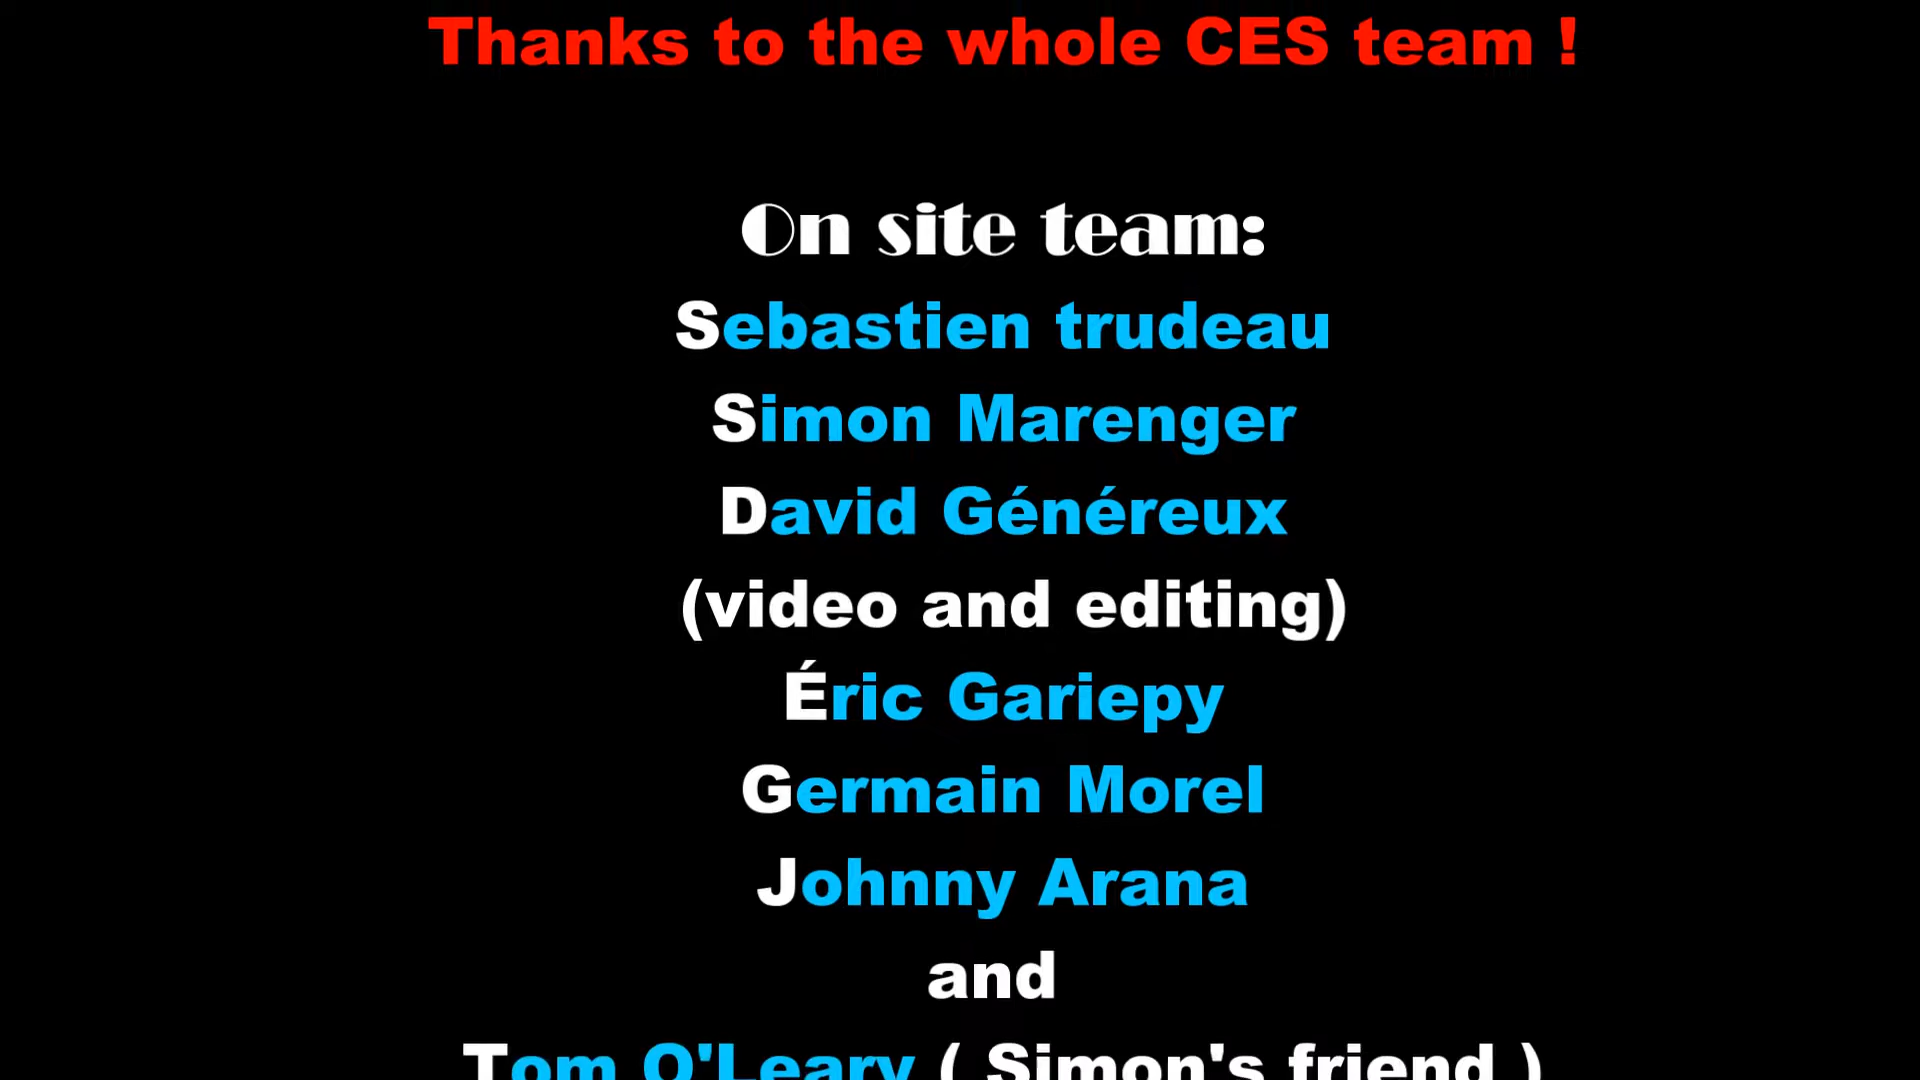 Thanks to the whole CES team !
On site team:
Sebastien trudeau
Simon Marenger
David Généreux
(video and editing)
Éric Gariepy
Germain Morel
Johnny Arana
and
Tom O'Leary ( Simon's friend )